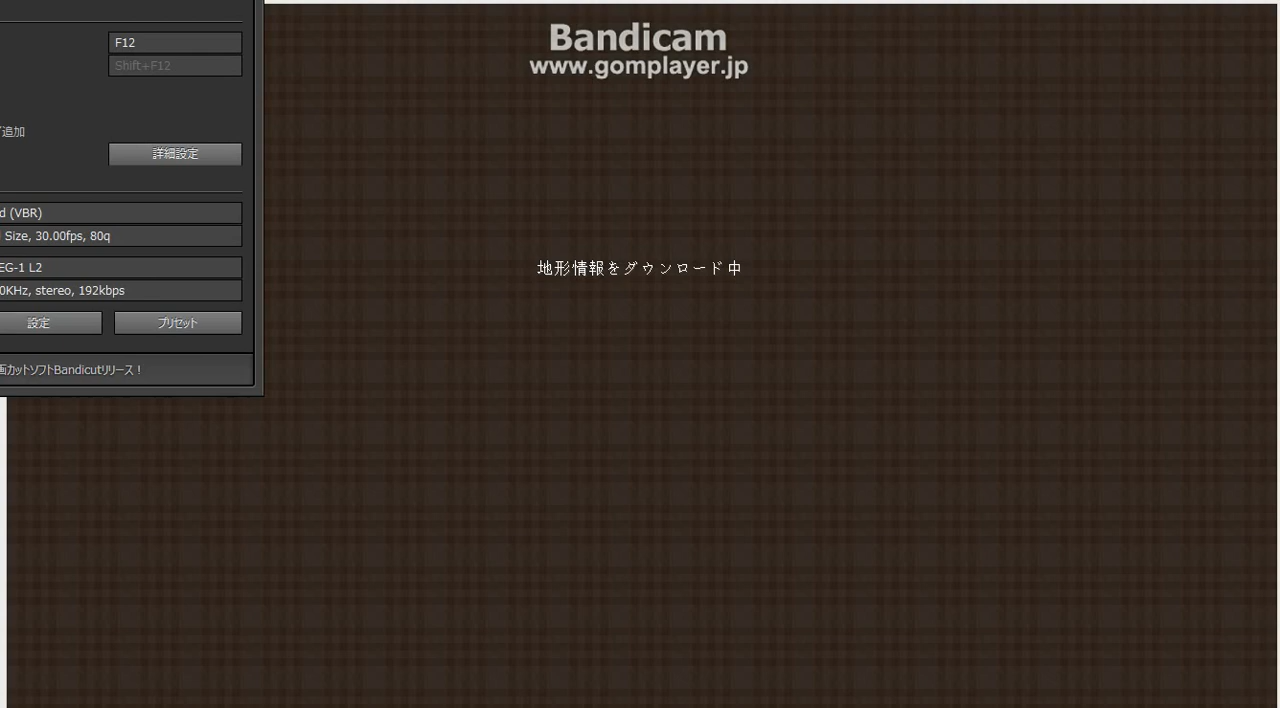 Bandicam
www.gomplayer.jp
F12
Shift+F12
追加
詳細設定
d (VBR)
Size, 30.00fps, 80q
EG-1 L2
0KHz, stereo, 192kbps
設定
プリセット
画カットソフトBandicutリリース！
地形情報をダウンロード中